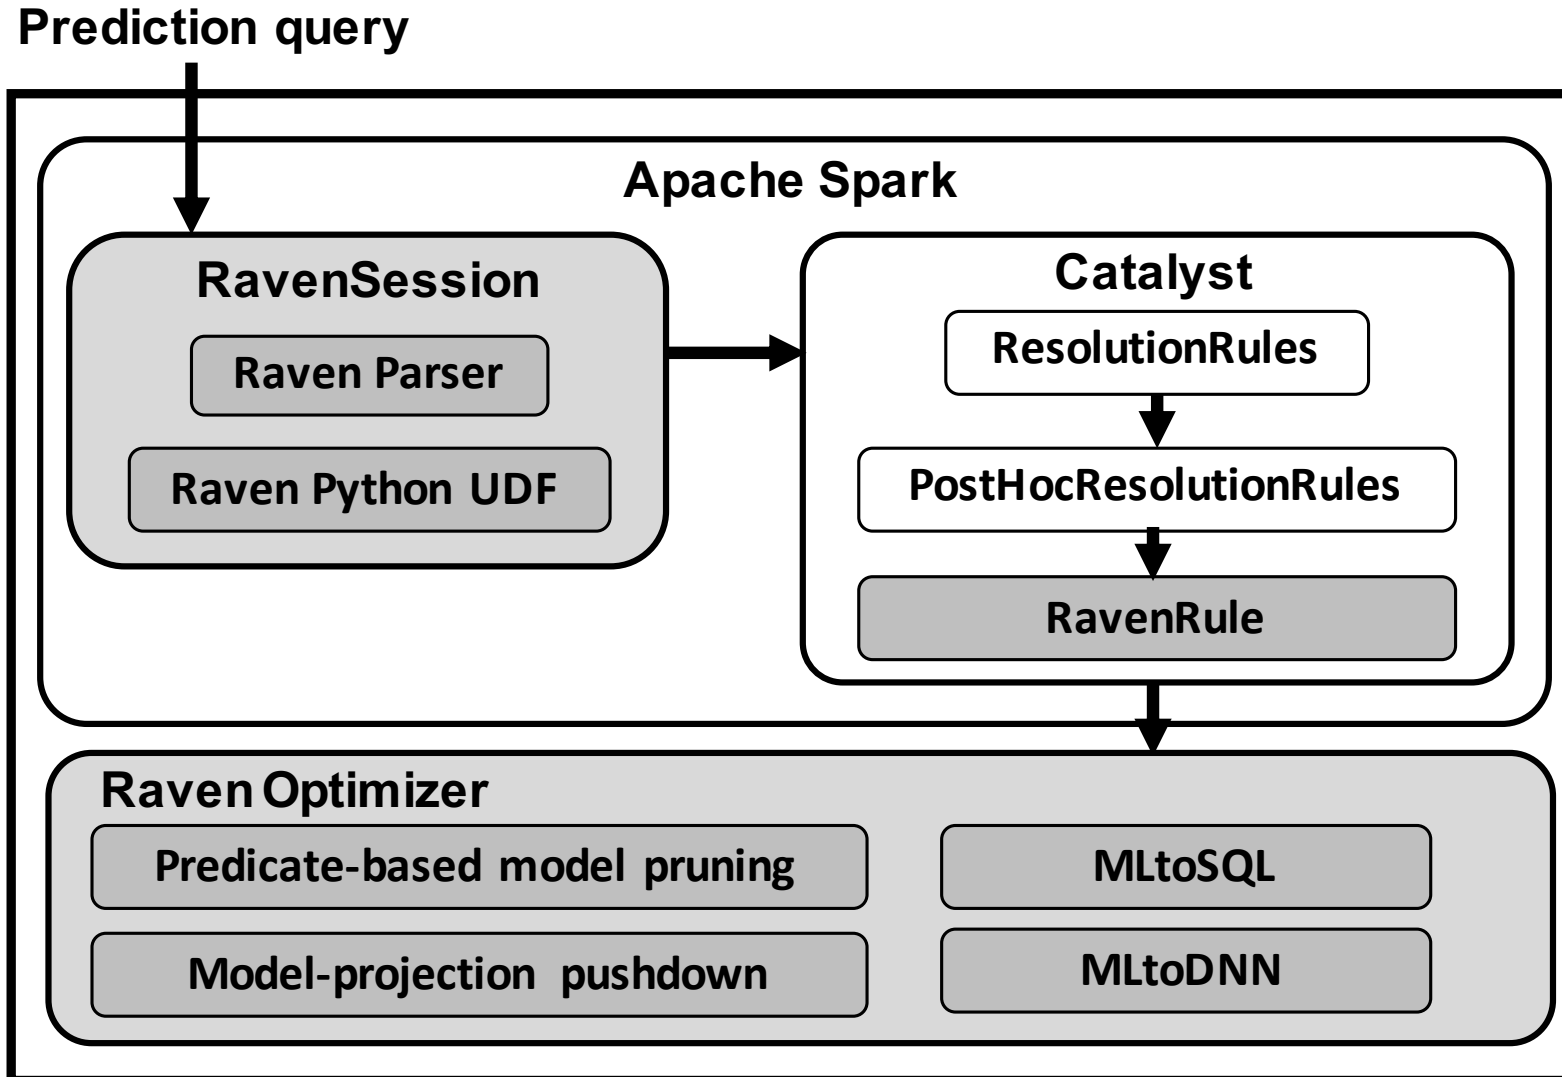 Prediction query
Apache Spark
RavenSession
Raven Parser
Raven Python UDF
Catalyst
ResolutionRules
PostHocResolutionRules
RavenRule
Raven Optimizer
Predicate-based model pruning
Model-projection pushdown
MLtoSQL
MLtoDNN